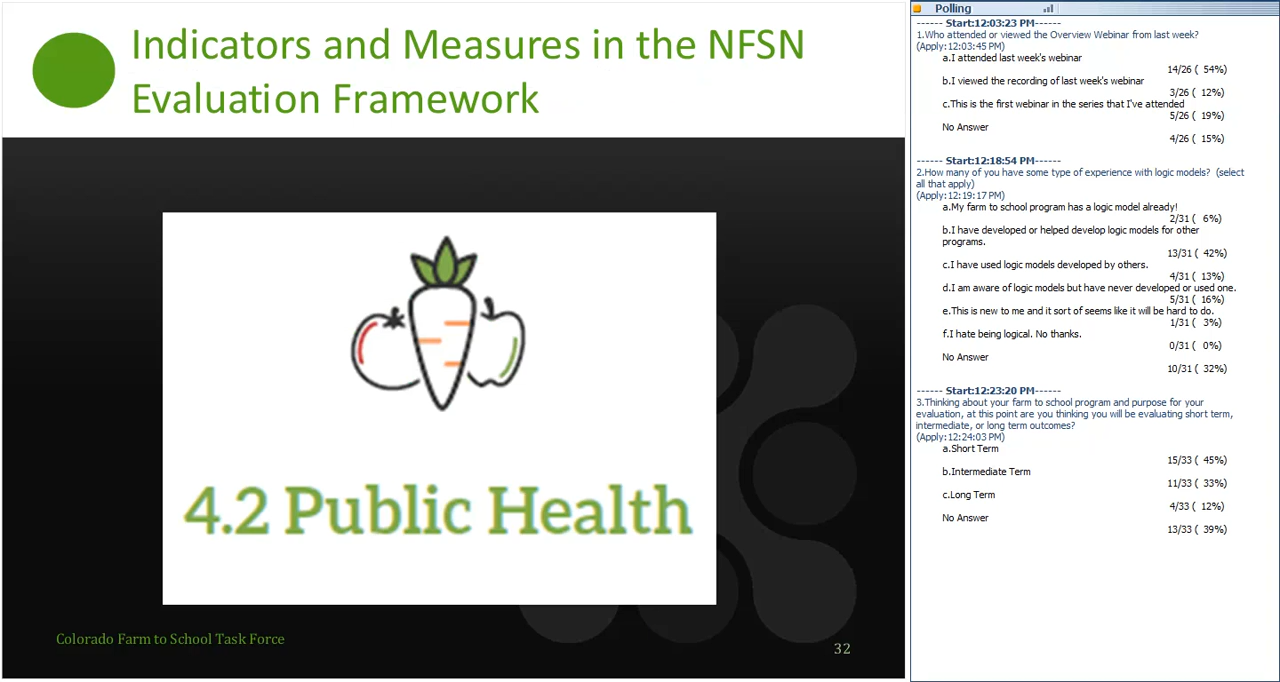 Indicators and Measures in the NFSN
Evaluation Framework
4.2 Public Health
Colorado Farm to School Task Force
32
Polling
------ Start:12:03:23 PM------
1.Who attended or viewed the Overview Webinar from last week?
(Apply:12:03:45 PM)
a.I attended last week's webinar
14/26 ( 54%)
b.I viewed the recording of last week's webinar
3/26 ( 12%)
c.This is the first webinar in the series that I've attended
5/26 ( 19%)
No Answer
4/26 ( 15%)
------ Start:12:18:54 PM------
2.How many of you have some type of experience with logic models? (select
all that apply)
(Apply:12:19:17 PM)
a.My farm to school program has a logic model already!
2/31 ( 6%)
b.I have developed or helped develop logic models for other
programs.
13/31 ( 42%)
c.I have used logic models developed by others.
4/31 ( 13%)
d.I am aware of logic models but have never developed or used one.
5/31 ( 16%)
e.This is new to me and it sort of seems like it will be hard to do.
1/31 ( 3%)
f.I hate being logical. No thanks.
0/31 ( 0%)
No Answer
10/31 ( 32%)
------ Start:12:23:20 PM------
3.Thinking about your farm to school program and purpose for your
evaluation, at this point are you thinking you will be evaluating short term,
intermediate, or long term outcomes?
(Apply:12:24:03 PM)
a.Short Term
15/33 ( 45%)
b.Intermediate Term
11/33 ( 33%)
c.Long Term
4/33 ( 12%)
No Answer
13/33 ( 39%)